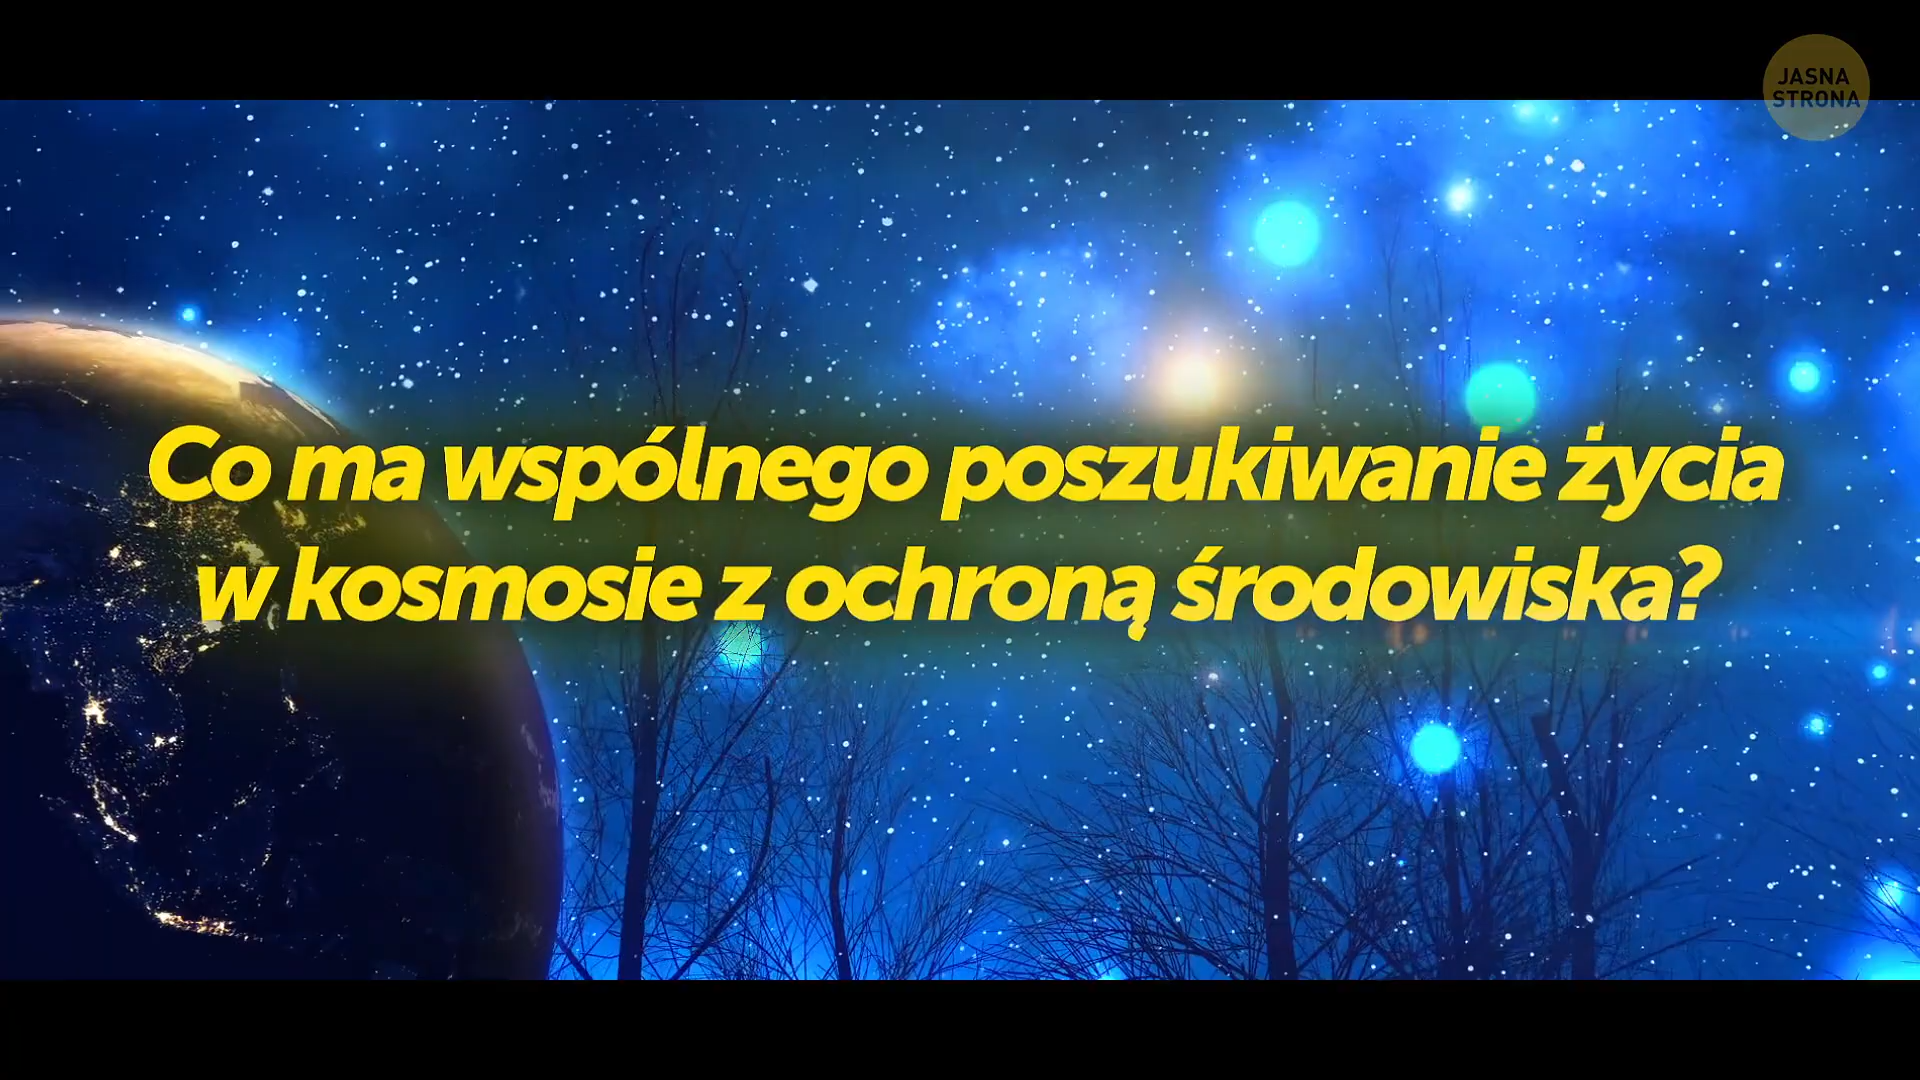 JASNA
STRONA
Co ma wspólnego poszukiwanie życia
w kosmosie z ochroną środowiska?